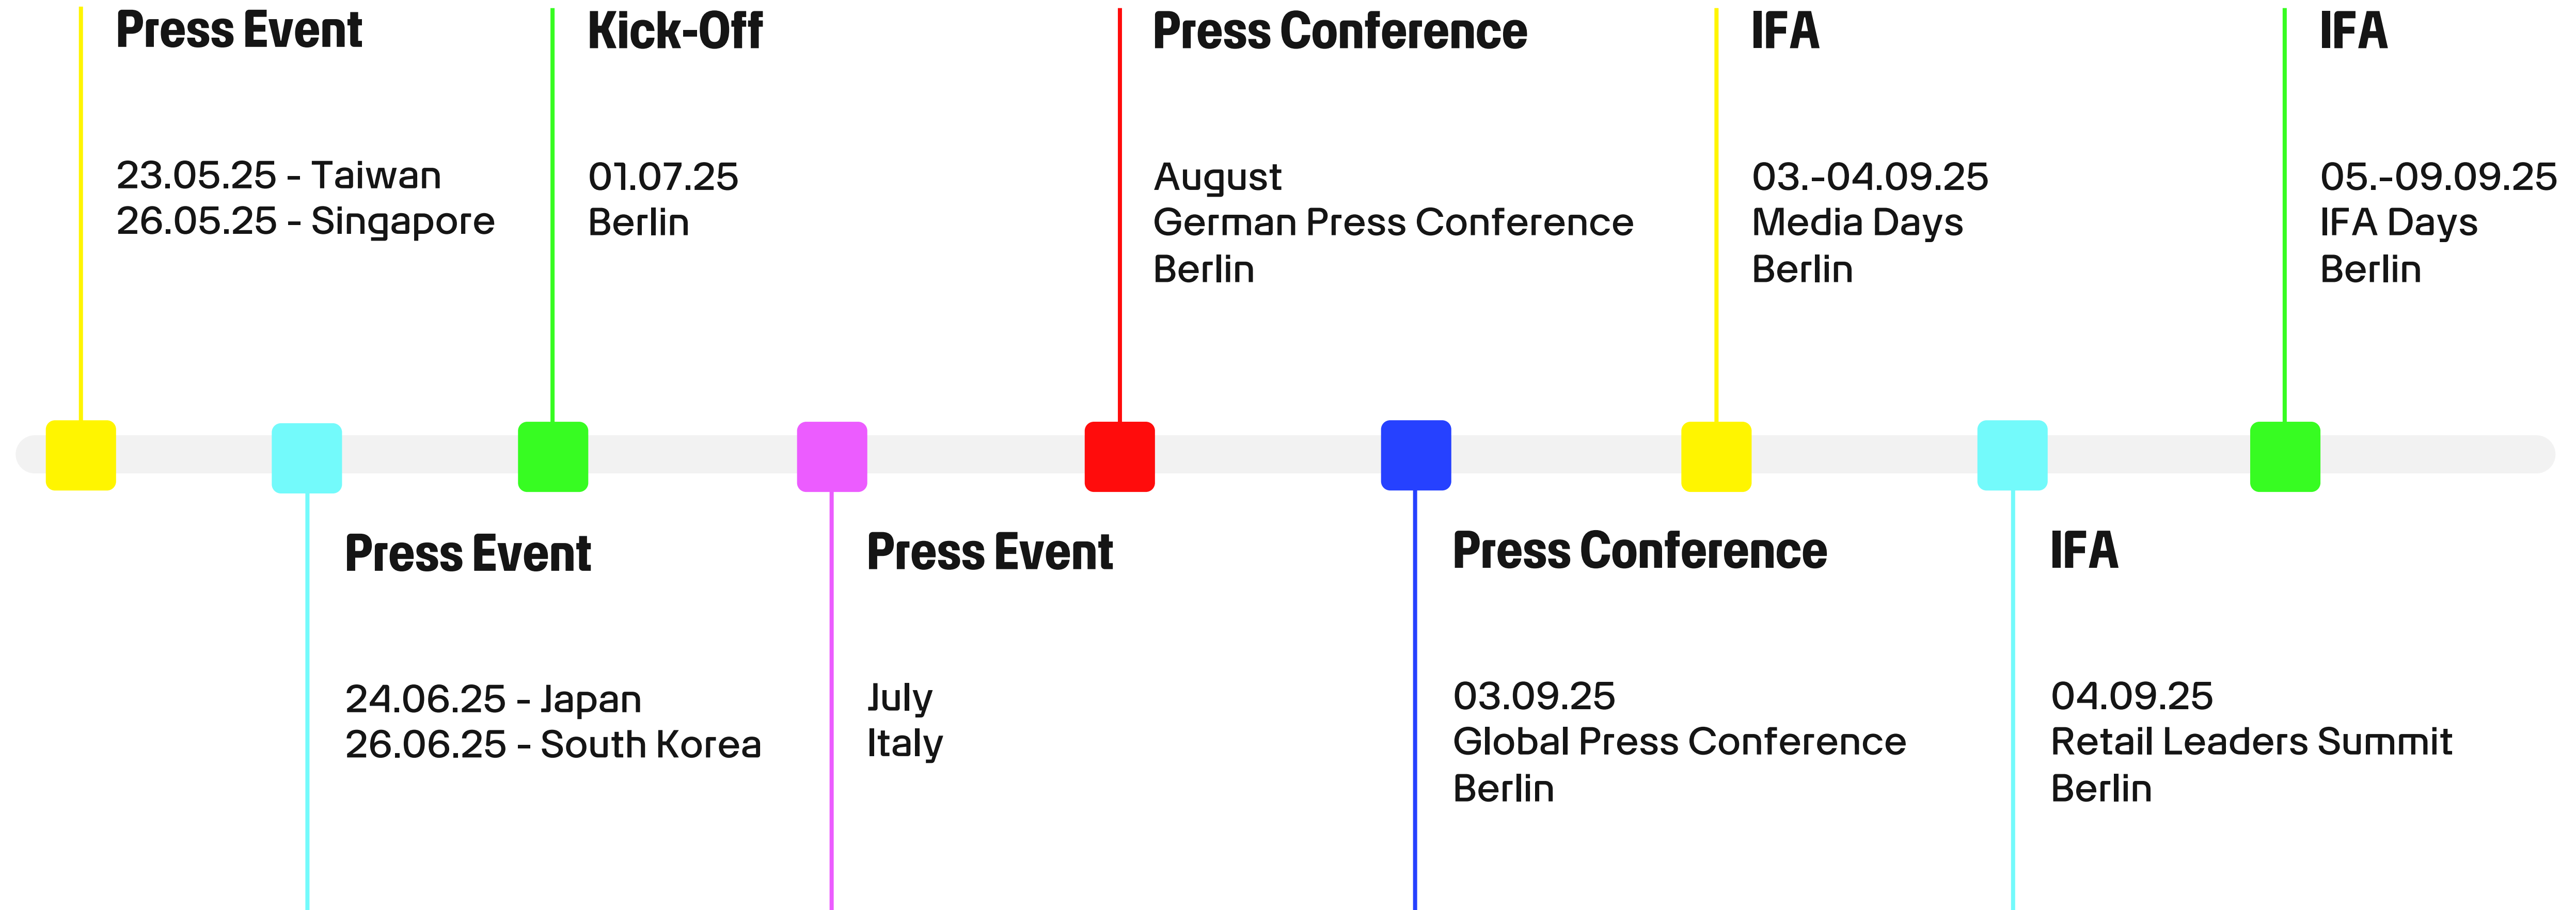 Press Event
23.05.25 - Taiwan
26.05.25 - Singapore
Press Event
24.06.25 - Japan
26.06.25 - South Korea
Kick-Off
01.07.25
Berlin
Press Event
July
Italy
Press Conference
August
German Press Conference
Berlin
Press Conference
03.09.25
Global Press Conference
Berlin
IFA
03.-04.09.25
Media Days
Berlin
IFA
04.09.25
Retail Leaders Summit
Berlin
IFA
05.-09.09.25
IFA Days
Berlin